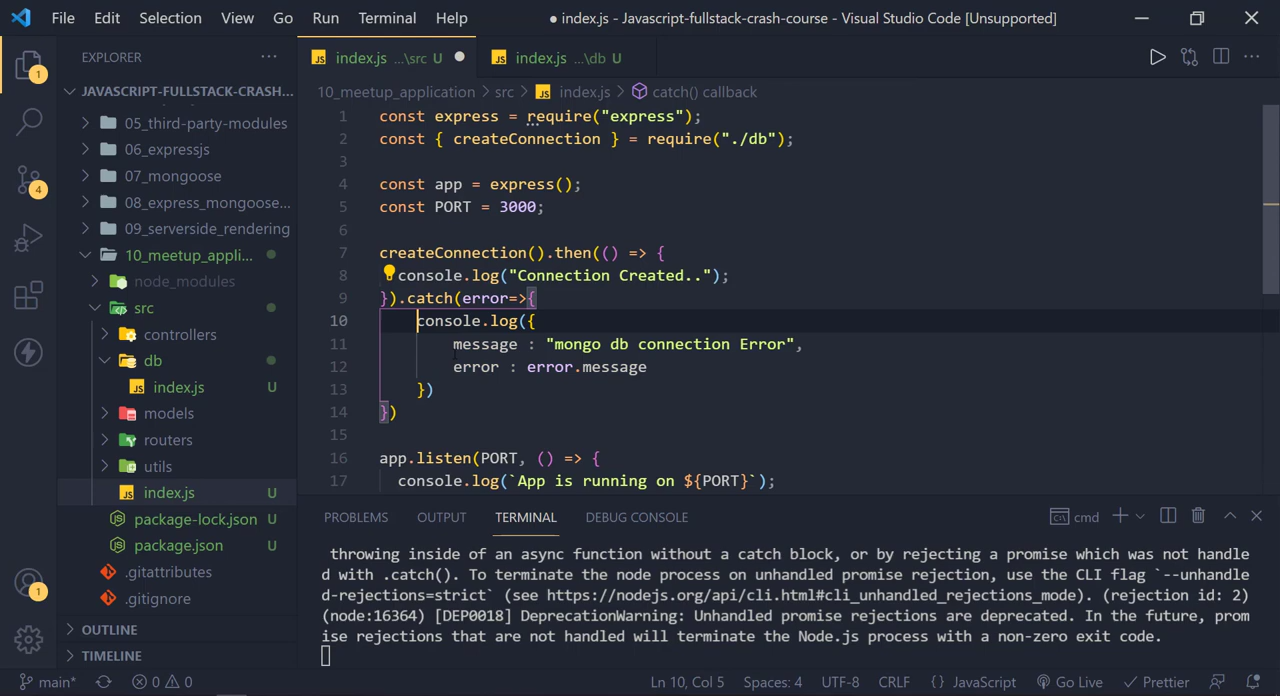 File Edit Selection View Go Run Terminal Help
● index.js - Javascript-fullstack-crash-course - Visual Studio Code [Unsupported]
EXPLORER ...
JS index.js ...\src U ●
JS index.js ...\db U
JAVASCRIPT-FULLSTACK-CRASH...
10_meetup_application > src > JS index.js > catch() callback
05_third-party-modules
06_expressjs
07_mongoose
08_express_mongoose...
09_serverside_rendering
10_meetup_appli...
node_modules
src
controllers
db
JS index.js U
models
routers
utils
JS index.js U
package-lock.json U
package.json U
.gitattributes
.gitignore
OUTLINE
TIMELINE
1
4
1
1 const express = require("express");
2 const { createConnection } = require("./db");
3
4 const app = express();
5 const PORT = 3000;
6
7 createConnection().then(() => {
8 console.log("Connection Created..");
9 }).catch(error=>{
10 console.log({
11 message : "mongo db connection Error",
12 error : error.message
13 })
14 })
15
16 app.listen(PORT, () => {
17 console.log(`App is running on ${PORT}`);
PROBLEMS OUTPUT TERMINAL DEBUG CONSOLE
cmd
throwing inside of an async function without a catch block, or by rejecting a promise which was not handle
d with .catch(). To terminate the node process on unhandled promise rejection, use the CLI flag `--unhandle
d-rejections=strict` (see https://nodejs.org/api/cli.html#cli_unhandled_rejections_mode). (rejection id: 2)
(node:16364) [DEP0018] DeprecationWarning: Unhandled promise rejections are deprecated. In the future, prom
ise rejections that are not handled will terminate the Node.js process with a non-zero exit code.
main* 0 0 Ln 10, Col 5 Spaces: 4 UTF-8 CRLF {} JavaScript Go Live Prettier